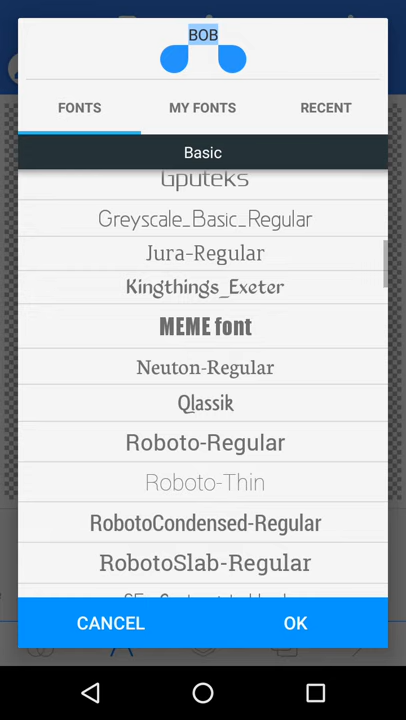 BOB
FONTS MY FONTS RECENT
Basic
Gputeks
Greyscale_Basic_Regular
Jura-Regular
Kingthings_Exeter
MEME font
Neuton-Regular
Qlassik
Roboto-Regular
Roboto-Thin
RobotoCondensed-Regular
RobotoSlab-Regular
CANCEL OK